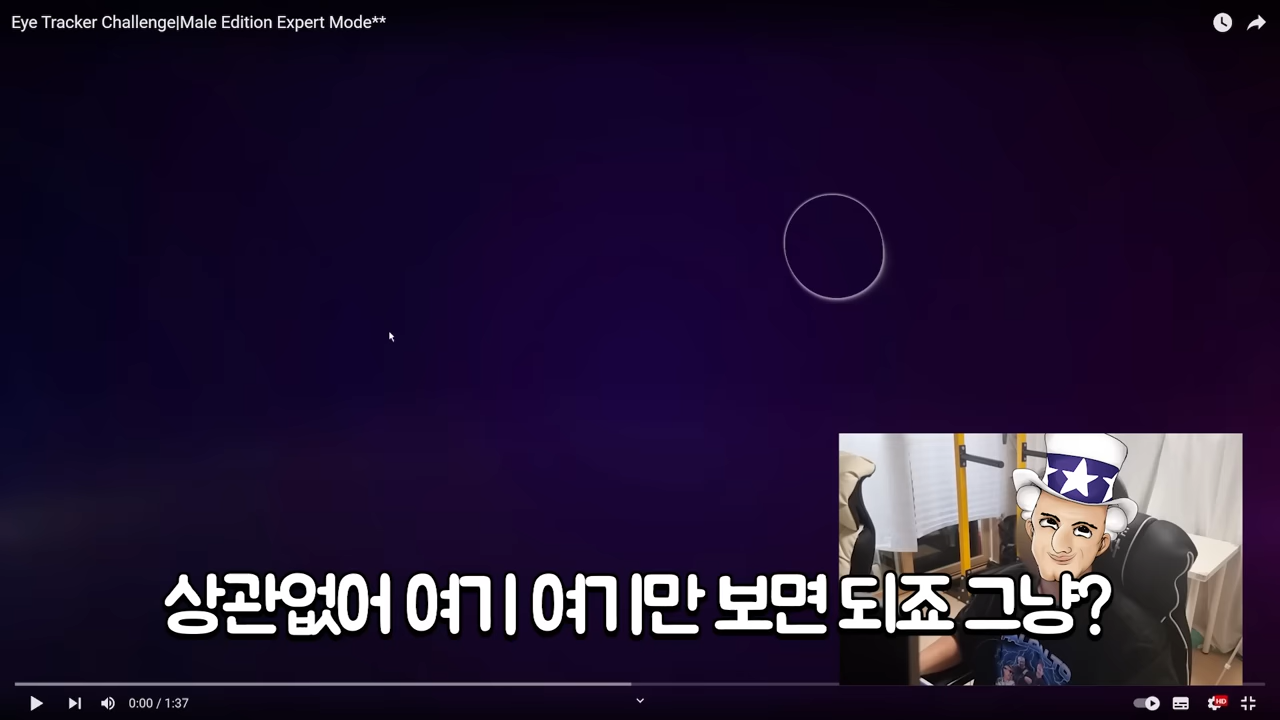 Eye Tracker Challenge|Male Edition Expert Mode**
상관없어 여기 여기만 보면 되죠 그냥?
0:00 / 1:37
HD